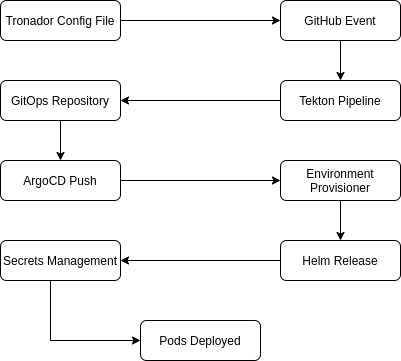 Tronador Config File
GitHub Event
GitOps Repository
Tekton Pipeline
ArgoCD Push
Environment
Provisioner
Secrets Management
Helm Release
Pods Deployed